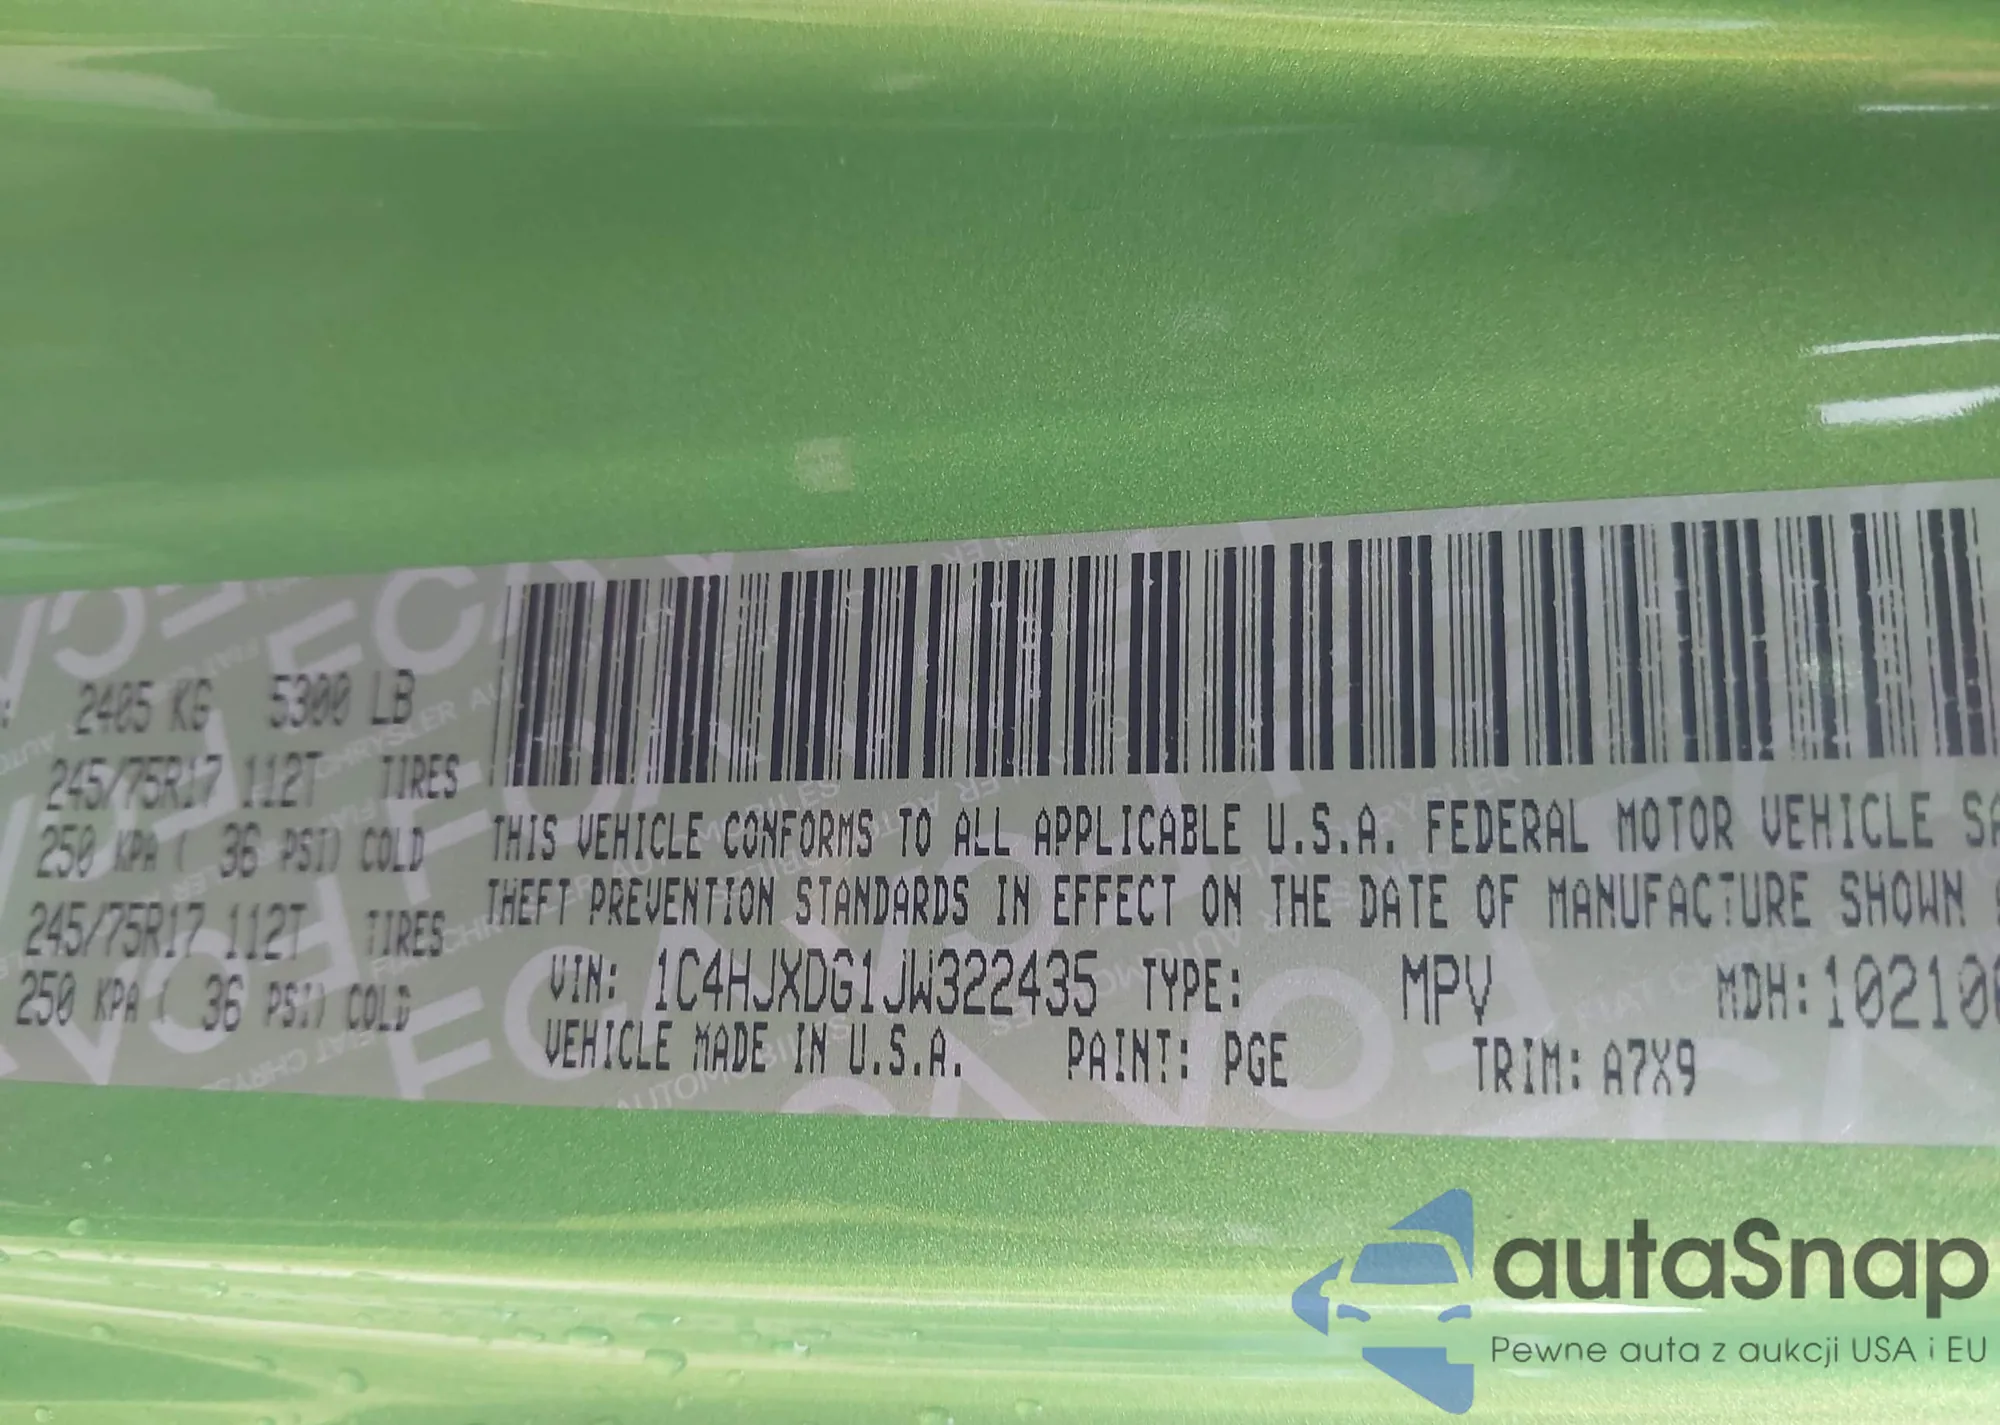 2405 KG 5300 LB
245/75R17 112T TIRES
250 KPA ( 36 PSI) COLD
245/75R17 112T TIRES
250 KPA ( 36 PSI) COLD
THIS VEHICLE CONFORMS TO ALL APPLICABLE U.S.A. FEDERAL MOTOR VEHICLE SA
THEFT PREVENTION STANDARDS IN EFFECT ON THE DATE OF MANUFACTURE SHOWN
VIN: 1C4HJXDG1JW322435 TYPE: MPV MDH: 10210
VEHICLE MADE IN U.S.A. PAINT: PGE TRIM: A7X9
autaSnap
Pewne auta z aukcji USA i EU